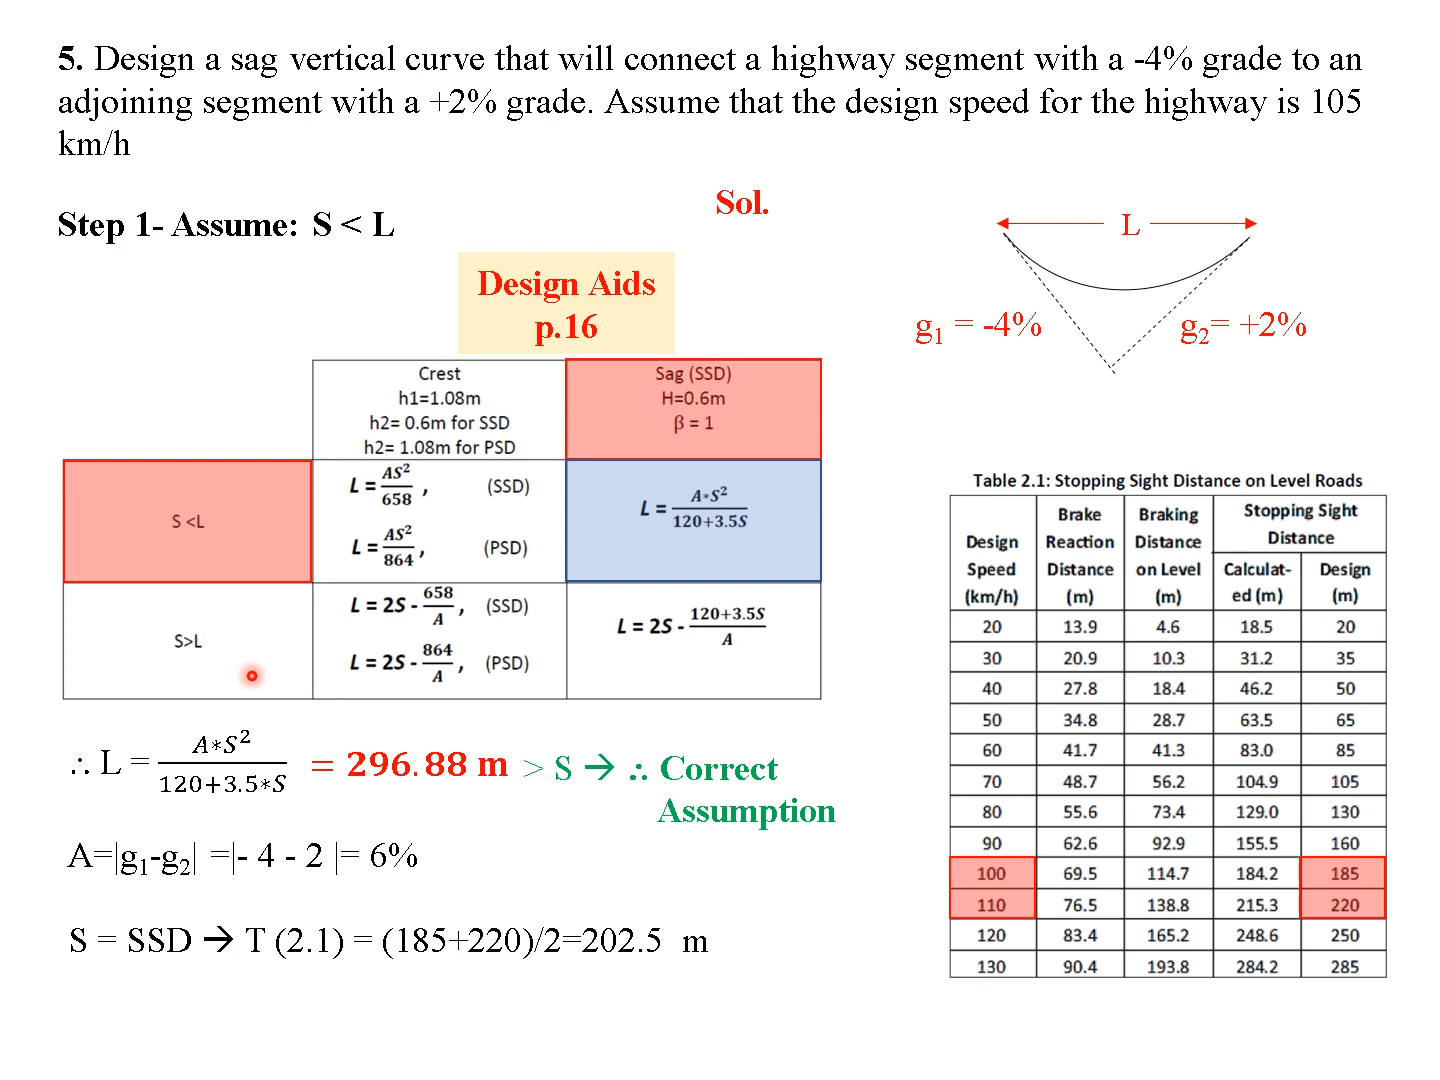 5. Design a sag vertical curve that will connect a highway segment with a -4% grade to an
adjoining segment with a +2% grade. Assume that the design speed for the highway is 105
km/h
Sol.
Step 1- Assume: S < L
L
g₁ = -4%
g₂= +2%
Design Aids
p.16
Crest
h1=1.08m
h2= 0.6m for SSD
h2= 1.08m for PSD
Sag (SSD)
H=0.6m
β = 1
S <L
L = AS²/658 , (SSD)
L = AS²/864 , (PSD)
L = A*S²/120+3.5S
S>L
L = 2S - 658/A , (SSD)
L = 2S - 864/A , (PSD)
L = 2S - 120+3.5S/A
∴ L = A*S²/120+3.5*S = 296.88 m > S → ∴ Correct
Assumption
A=|g₁-g₂| =|- 4 - 2 |= 6%
S = SSD → T (2.1) = (185+220)/2=202.5 m
Table 2.1: Stopping Sight Distance on Level Roads
Design
Speed
(km/h)
Brake
Reaction
Distance
(m)
Braking
Distance
on Level
(m)
Stopping Sight
Distance
Calculat-
ed (m)
Design
(m)
20 13.9 4.6 18.5 20
30 20.9 10.3 31.2 35
40 27.8 18.4 46.2 50
50 34.8 28.7 63.5 65
60 41.7 41.3 83.0 85
70 48.7 56.2 104.9 105
80 55.6 73.4 129.0 130
90 62.6 92.9 155.5 160
100 69.5 114.7 184.2 185
110 76.5 138.8 215.3 220
120 83.4 165.2 248.6 250
130 90.4 193.8 284.2 285